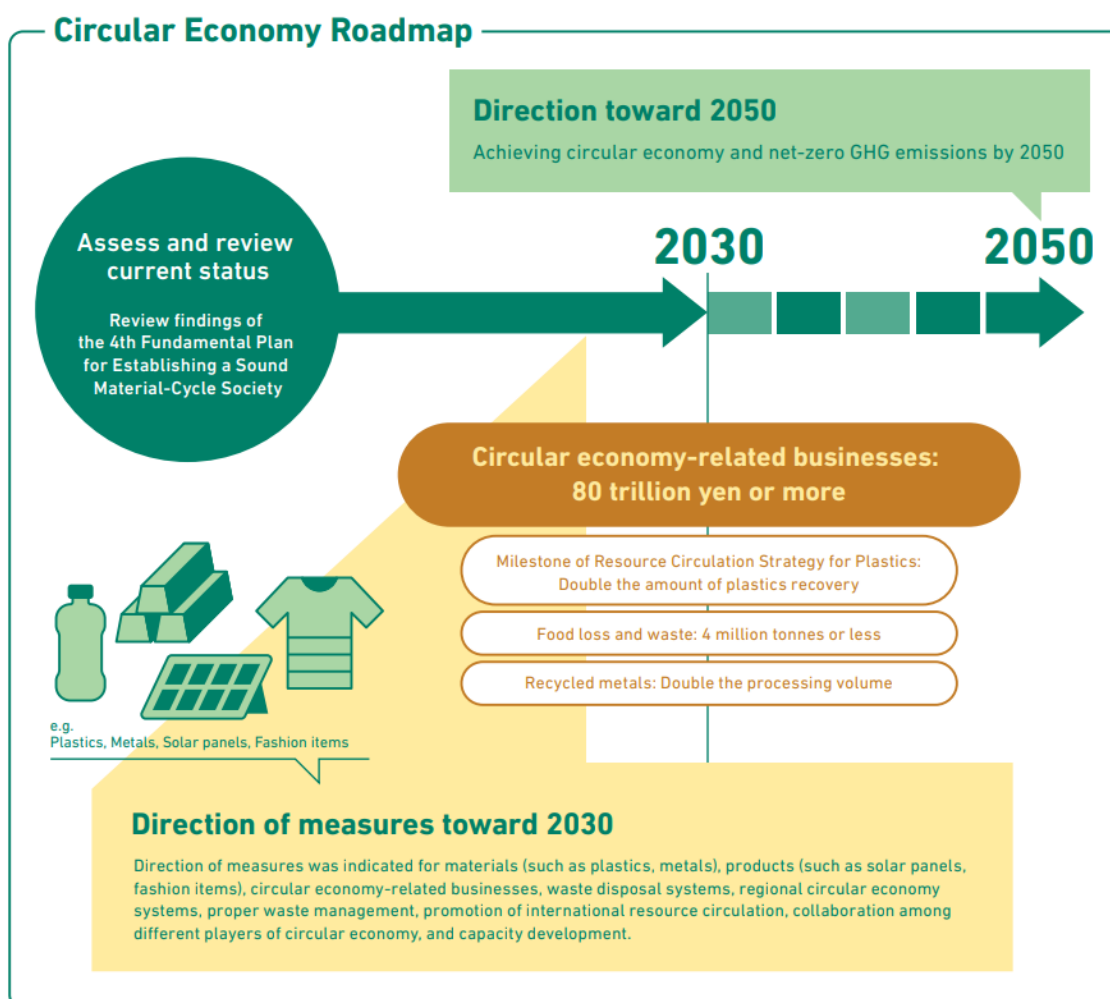 Circular Economy Roadmap
Direction toward 2050
Achieving circular economy and net-zero GHG emissions by 2050
Assess and review
current status
Review findings of
the 4th Fundamental Plan
for Establishing a Sound
Material-Cycle Society
2030
2050
Circular economy-related businesses:
80 trillion yen or more
Milestone of Resource Circulation Strategy for Plastics:
Double the amount of plastics recovery
Food loss and waste: 4 million tonnes or less
Recycled metals: Double the processing volume
e.g.
Plastics, Metals, Solar panels, Fashion items
Direction of measures toward 2030
Direction of measures was indicated for materials (such as plastics, metals), products (such as solar panels,
fashion items), circular economy-related businesses, waste disposal systems, regional circular economy
systems, proper waste management, promotion of international resource circulation, collaboration among
different players of circular economy, and capacity development.